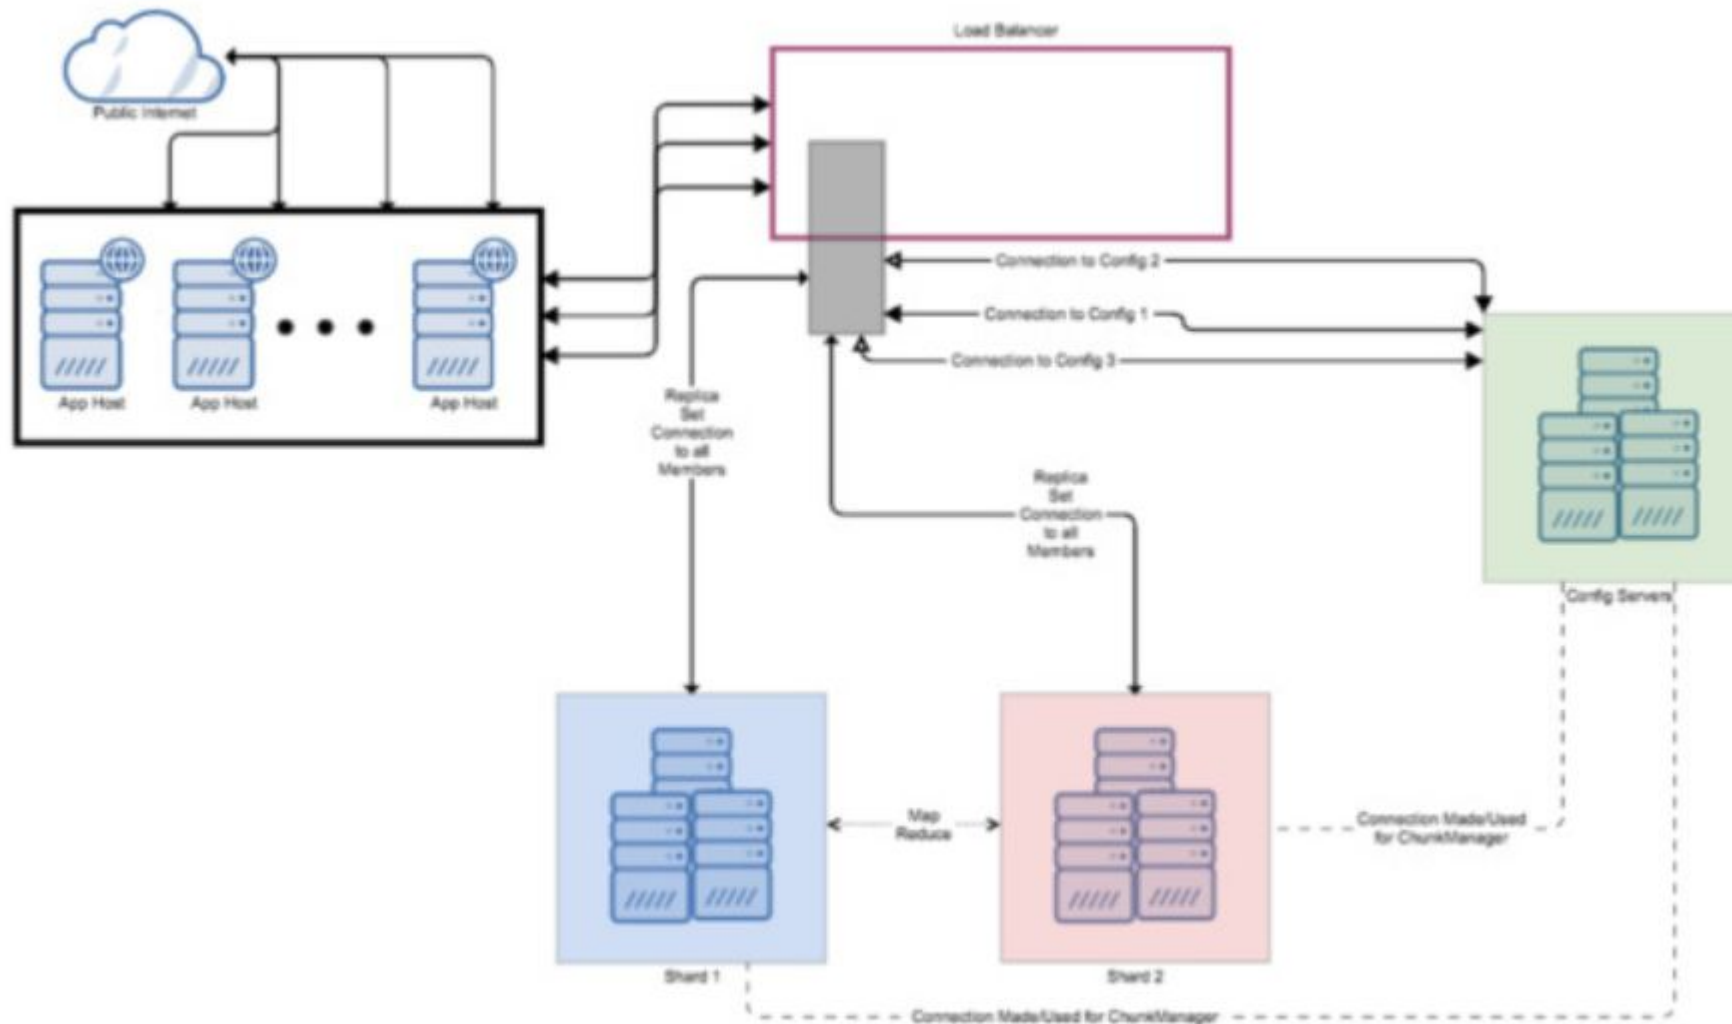 Load Balancer
Public Internet
Connection to Config 2
Connection to Config 1
Connection to Config 3
App Host
App Host
App Host
Replica
Set
Connection
to all
Members
Replica
Set
Connection
to all
Members
Config Servers
Map
Reduce
Connection Made/Used
for ChunkManager
Shard 1
Shard 2
Connection Made/Used for ChunkManager